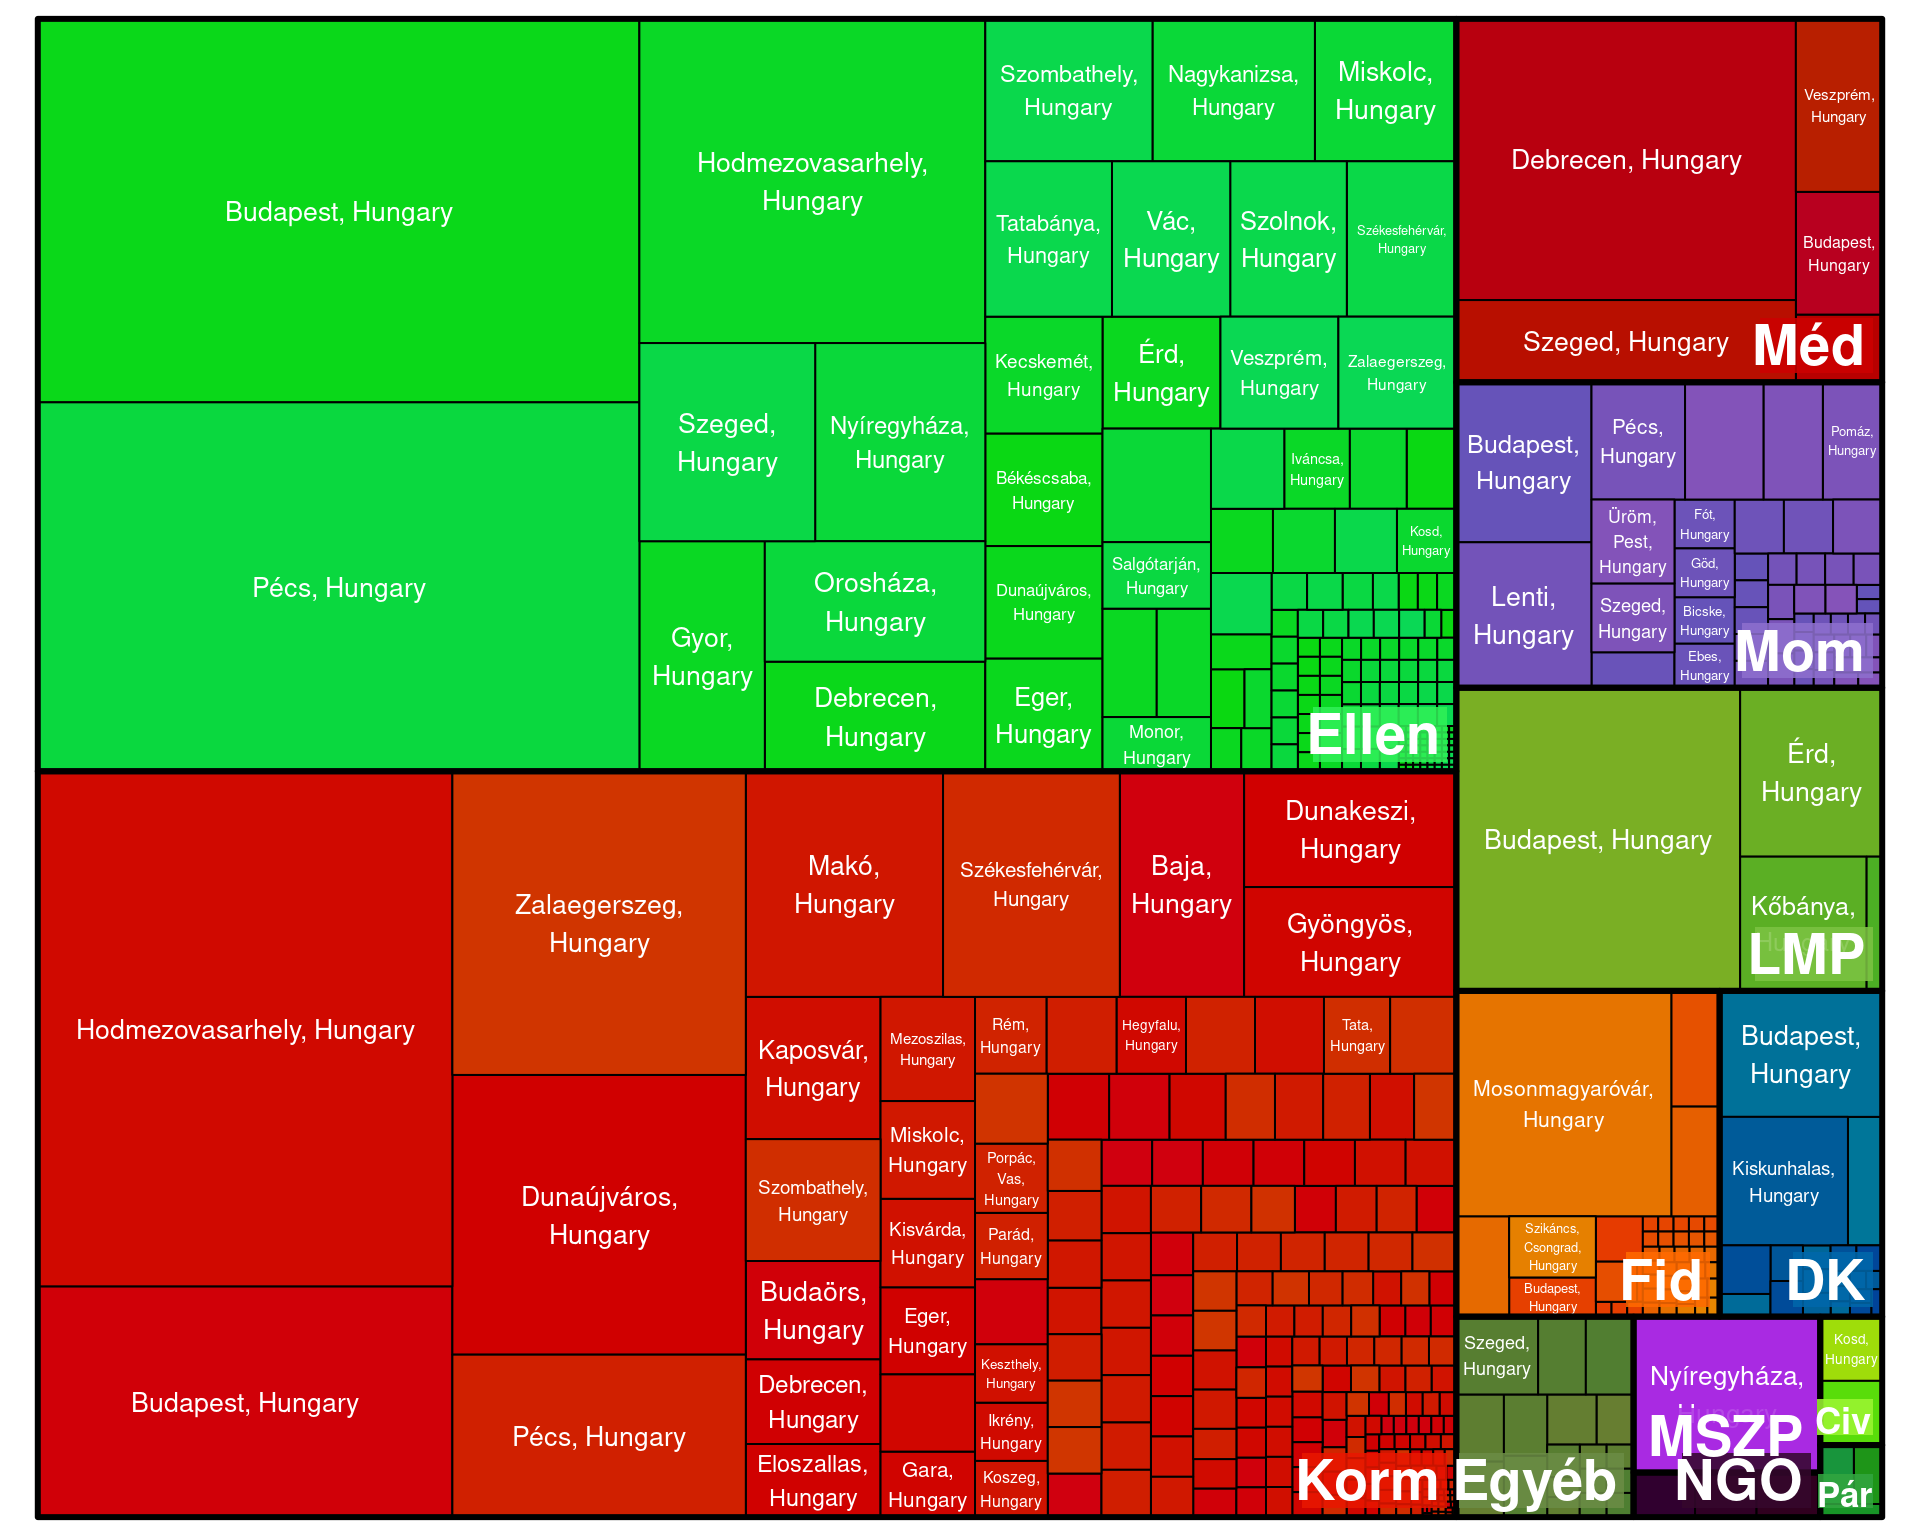 Budapest, Hungary
Pécs, Hungary
Hodmezovasarhely,
Hungary
Szeged,
Hungary
Nyíregyháza,
Hungary
Gyor,
Hungary
Orosháza,
Hungary
Debrecen,
Hungary
Szombathely,
Hungary
Nagykanizsa,
Hungary
Miskolc,
Hungary
Tatabánya,
Hungary
Vác,
Hungary
Szolnok,
Hungary
Székesfehérvár,
Hungary
Kecskemét,
Hungary
Érd,
Hungary
Veszprém,
Hungary
Zalaegerszeg,
Hungary
Békéscsaba,
Hungary
Dunaújváros,
Hungary
Eger,
Hungary
Iváncsa,
Hungary
Kosd,
Hungary
Salgótarján,
Hungary
Monor,
Hungary
Ellen
Hodmezovasarhely, Hungary
Budapest, Hungary
Zalaegerszeg,
Hungary
Dunaújváros,
Hungary
Pécs, Hungary
Makó,
Hungary
Székesfehérvár,
Hungary
Baja,
Hungary
Dunakeszi,
Hungary
Gyöngyös,
Hungary
Kaposvár,
Hungary
Szombathely,
Hungary
Budaörs,
Hungary
Debrecen,
Hungary
Eloszallas,
Hungary
Mezoszilas,
Hungary
Miskolc,
Hungary
Kisvárda,
Hungary
Eger,
Hungary
Gara,
Hungary
Rém,
Hungary
Hegyfalu,
Hungary
Tata,
Hungary
Porpác,
Vas,
Hungary
Parád,
Hungary
Keszthely,
Hungary
Ikrény,
Hungary
Koszeg,
Hungary
Korm
Debrecen, Hungary
Veszprém,
Hungary
Budapest,
Hungary
Szeged, Hungary
Méd
Budapest,
Hungary
Lenti,
Hungary
Pécs,
Hungary
Pomáz,
Hungary
Üröm,
Pest,
Hungary
Szeged,
Hungary
Fót,
Hungary
Göd,
Hungary
Bicske,
Hungary
Ebes,
Hungary
Mom
Budapest, Hungary
Érd,
Hungary
Kőbánya,
Hungary
LMP
Mosonmagyaróvár,
Hungary
Szikáncs,
Csongrad,
Hungary
Budapest,
Hungary
Fid
Budapest,
Hungary
Kiskunhalas,
Hungary
DK
Szeged,
Hungary
Egyéb
Nyíregyháza,
Hungary
MSZP
NGO
Kosd,
Hungary
Civ
Pár